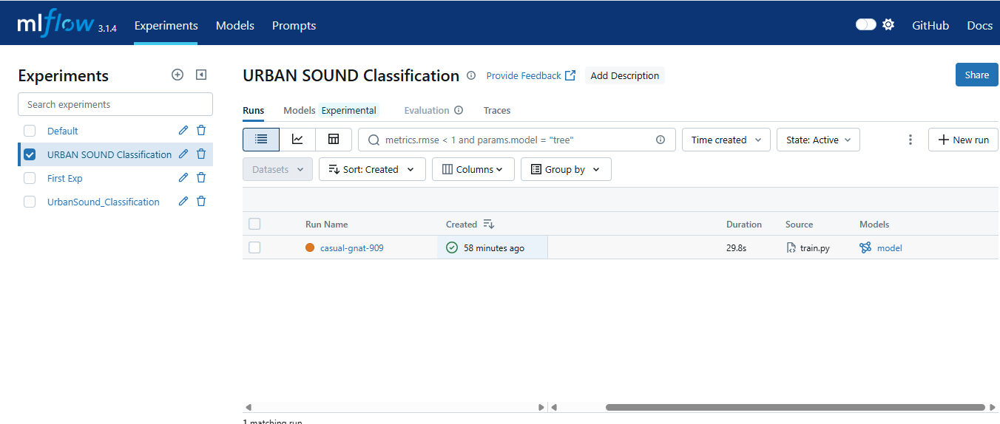 mlflow 3.1.4 Experiments Models Prompts GitHub Docs
Experiments
Search experiments
Default
URBAN SOUND Classification
First Exp
UrbanSound_Classification
URBAN SOUND Classification Provide Feedback Add Description Share
Runs Models Experimental Evaluation Traces
metrics.rmse < 1 and params.model = "tree" Time created State: Active New run
Datasets Sort: Created Columns Group by
Run Name Created Duration Source Models
casual-gnat-909 58 minutes ago 29.8s train.py model
1 matching run